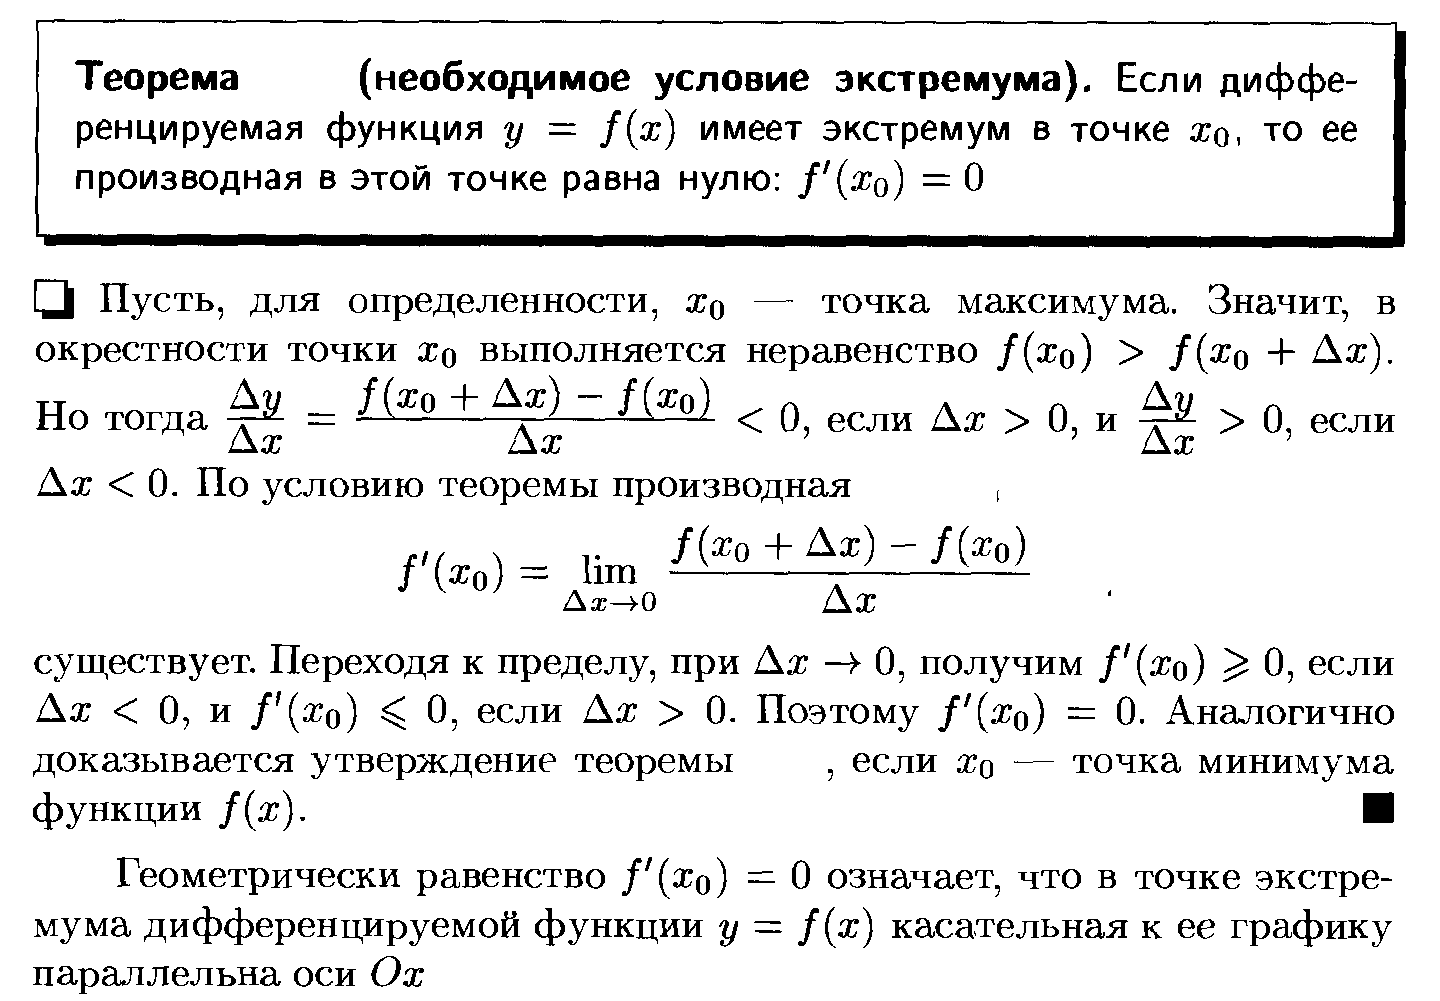 Теорема (необходимое условие экстремума). Если диффе-
ренцируемая функция y = f(x) имеет экстремум в точке x₀, то ее
производная в этой точке равна нулю: f′(x₀) = 0
❏ Пусть, для определенности, x₀ — точка максимума. Значит, в
окрестности точки x₀ выполняется неравенство f(x₀) > f(x₀ + Δx).
Но тогда Δy/Δx = (f(x₀ + Δx) − f(x₀))/Δx < 0, если Δx > 0, и Δy/Δx > 0, если
Δx < 0. По условию теоремы производная
f′(x₀) = lim_{Δx→0} (f(x₀ + Δx) − f(x₀))/Δx
существует. Переходя к пределу, при Δx → 0, получим f′(x₀) ⩾ 0, если
Δx < 0, и f′(x₀) ⩽ 0, если Δx > 0. Поэтому f′(x₀) = 0. Аналогично
доказывается утверждение теоремы , если x₀ — точка минимума
функции f(x). ■
Геометрически равенство f′(x₀) = 0 означает, что в точке экстре-
мума дифференцируемой функции y = f(x) касательная к ее графику
параллельна оси Ox